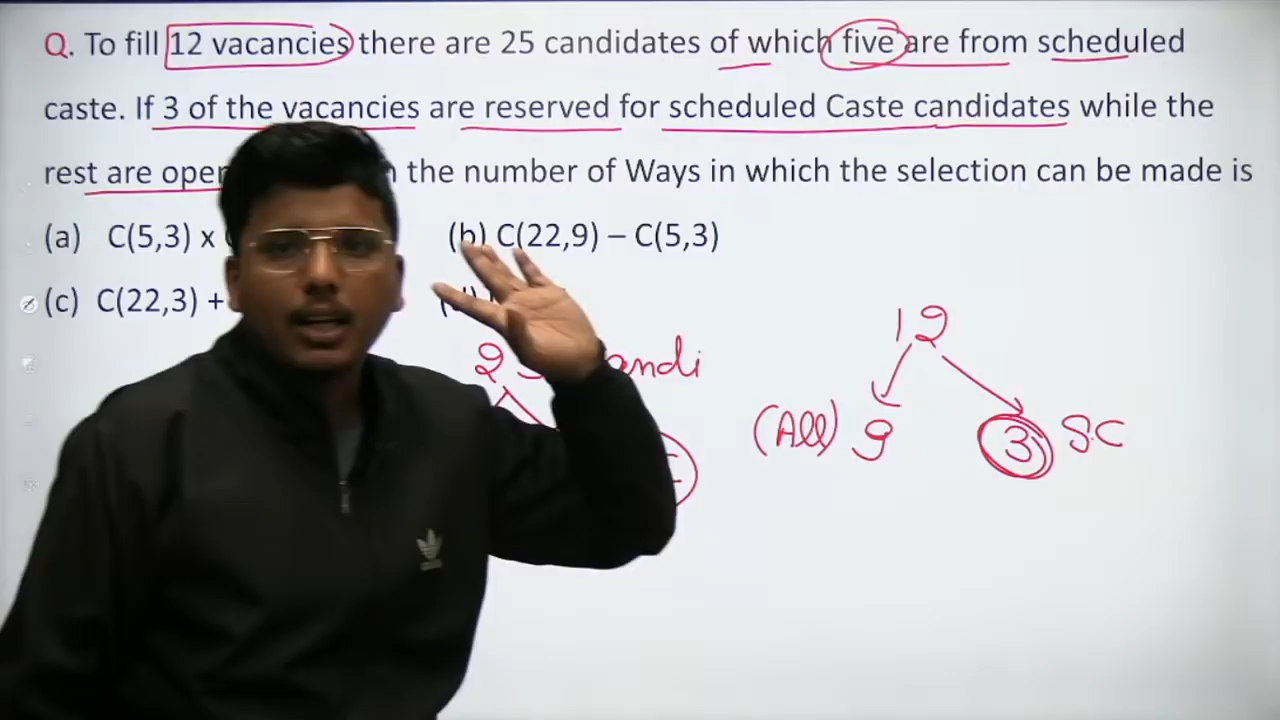 Q. To fill 12 vacancies there are 25 candidates of which five are from scheduled
caste. If 3 of the vacancies are reserved for scheduled Caste candidates while the
rest are open the number of Ways in which the selection can be made is
(a) C(5,3) x
(b) C(22,9) – C(5,3)
(c) C(22,3) +
12
(All) 9
3 S.C